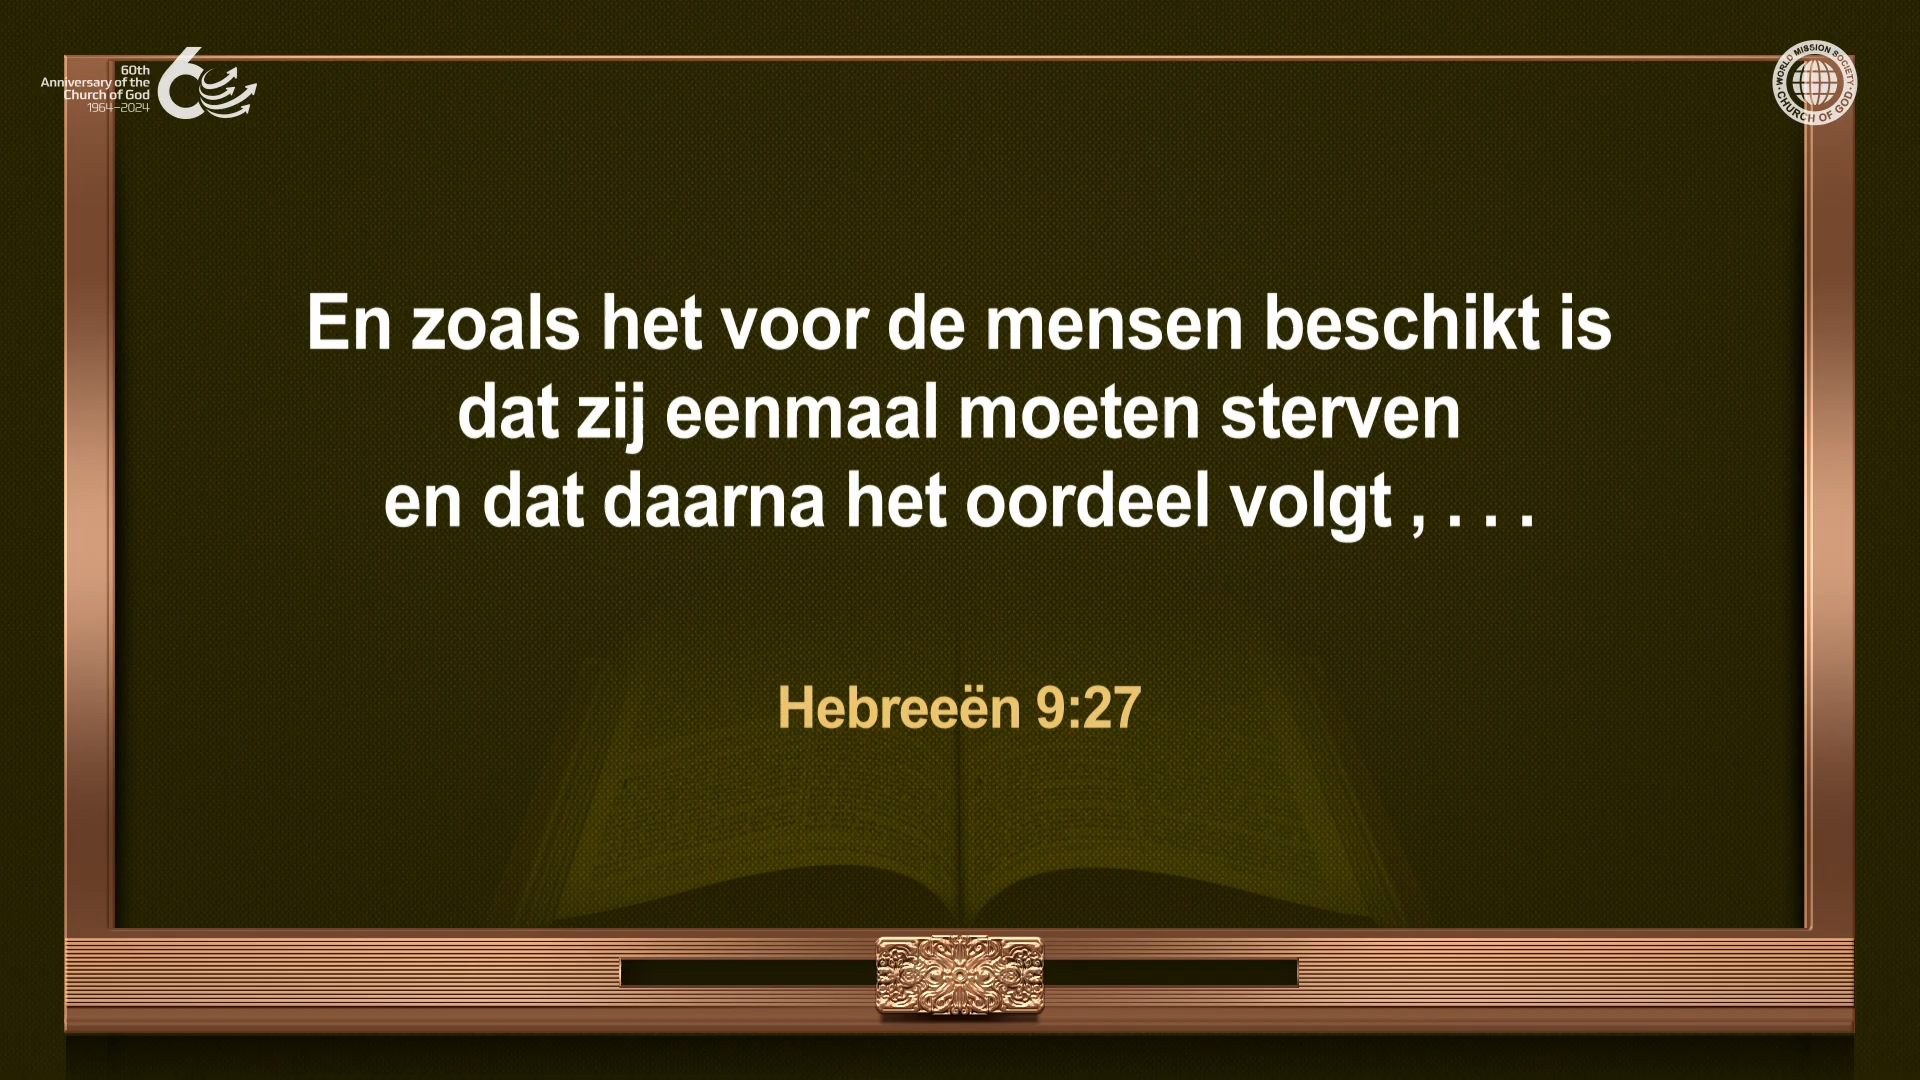 60th
Anniversary of the
Church of God
1964–2024
WORLD MISSION SOCIETY
CHURCH OF GOD
En zoals het voor de mensen beschikt is
dat zij eenmaal moeten sterven
en dat daarna het oordeel volgt , . . .
Hebreeën 9:27